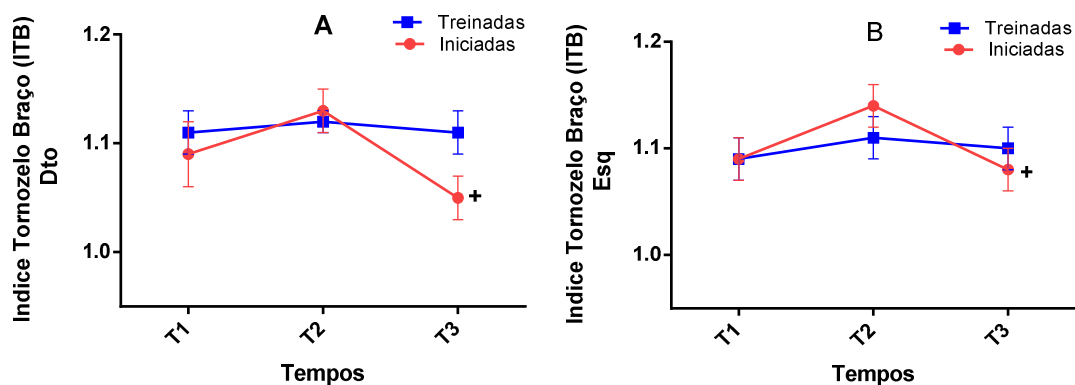 A
Treinadas
Iniciadas
Indice Tornozelo Braço (ITB)
Dto
1.2
1.1
1.0
+
T1
T2
T3
Tempos
B
Treinadas
Iniciadas
Indice Tornozelo Braço (ITB)
Esq
1.2
1.1
1.0
+
T1
T2
T3
Tempos